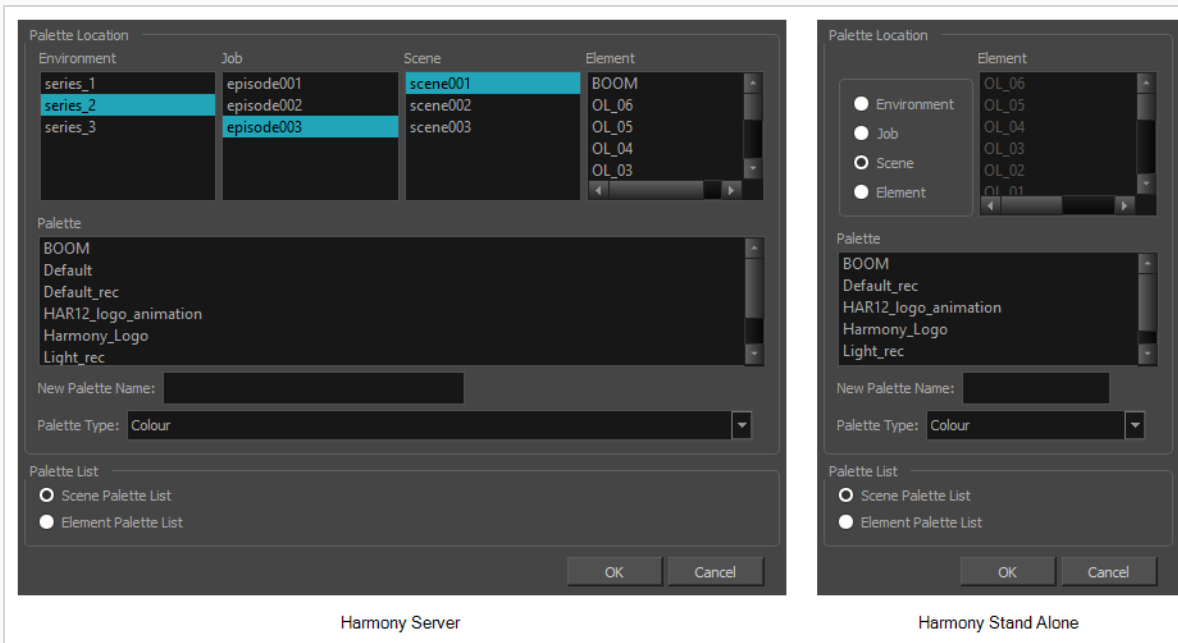 Palette Location
Environment
Job
Scene
Element
series_1
series_2
series_3
episode001
episode002
episode003
scene001
scene002
scene003
BOOM
OL_06
OL_05
OL_04
OL_03
Palette
BOOM
Default
Default_rec
HAR12_logo_animation
Harmony_Logo
Light_rec
New Palette Name:
Palette Type: Colour
Palette List
Scene Palette List
Element Palette List
OK
Cancel
Harmony Server
Palette Location
Element
Environment
Job
Scene
Element
OL_06
OL_05
OL_04
OL_03
OL_02
OL_01
Palette
BOOM
Default_rec
HAR12_logo_animation
Harmony_Logo
Light_rec
New Palette Name:
Palette Type: Colour
Palette List
Scene Palette List
Element Palette List
OK
Cancel
Harmony Stand Alone